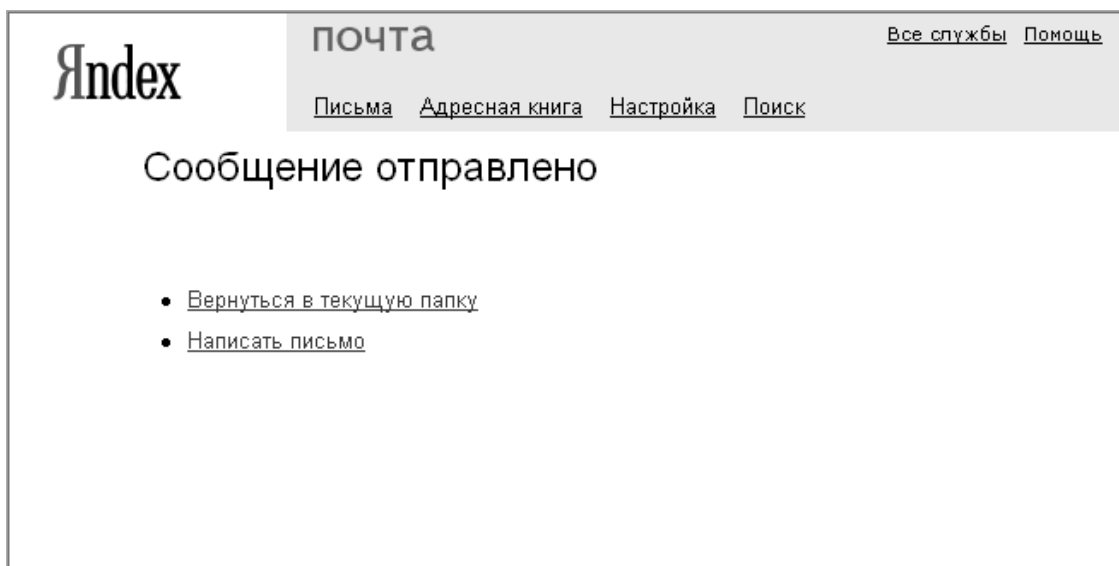 Яndex
почта
Все службы Помощь
Письма Адресная книга Настройка Поиск
Сообщение отправлено
Вернуться в текущую папку
Написать письмо